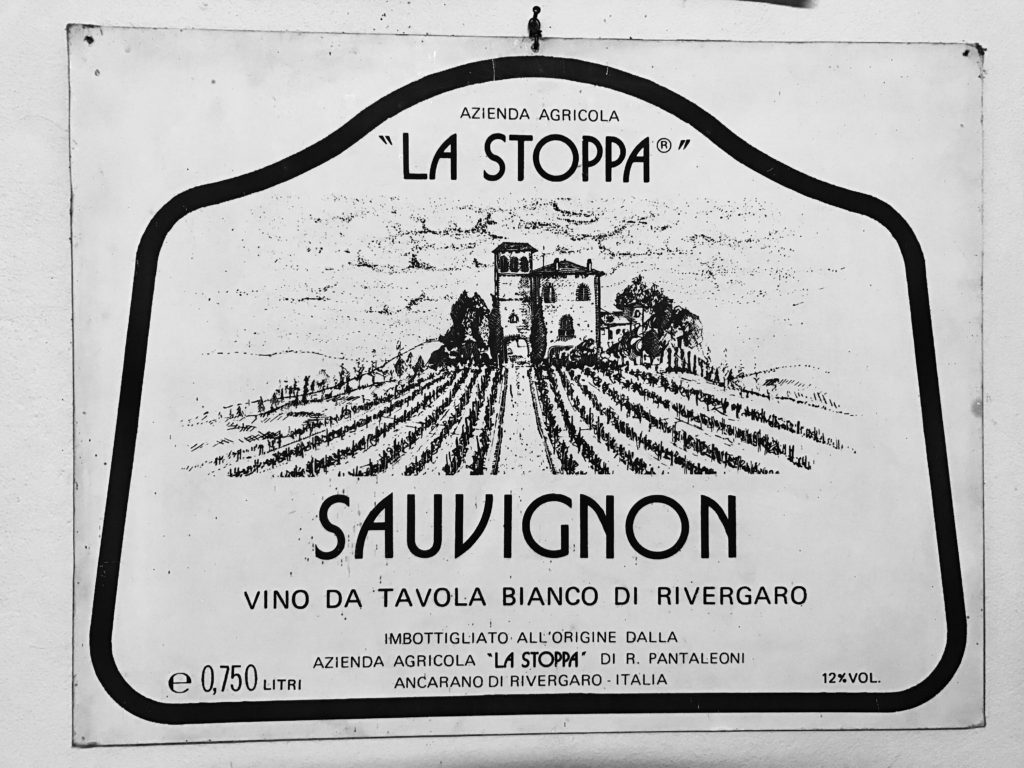 AZIENDA AGRICOLA
"LA STOPPA®"
SAUVIGNON
VINO DA TAVOLA BIANCO DI RIVERGARO
IMBOTTIGLIATO ALL'ORIGINE DALLA
AZIENDA AGRICOLA "LA STOPPA" DI R. PANTALEONI
ANCARANO DI RIVERGARO - ITALIA
℮ 0,750 LITRI
12% VOL.